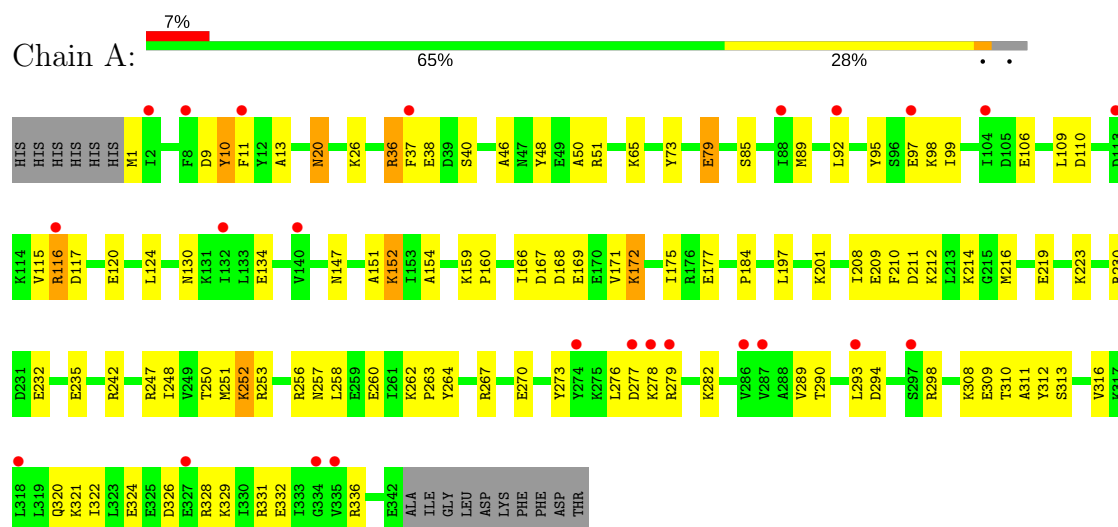 7%
Chain A:
65% 28% • •
HIS HIS HIS HIS HIS HIS M1 I2 F8 D9 Y10 F11 Y12 A13 N20 K26 R36 F37 E38 D39 S40 A46 N47 Y48 E49 A50 R51 K65 Y73 E79 S85 I88 M89 L92 Y95 S96 E97 K98 I99 I104 D105 E106 L109 D110 D113
K114 V115 R116 D117 E120 L124 N130 K131 I132 L133 E134 V140 N147 A151 K152 I153 A154 K159 P160 I166 D167 D168 E169 E170 V171 K172 I175 R176 E177 P184 L197 K201 I208 E209 F210 D211 K212 L213 K214 G215 M216 E219 K223 R230
D231 E232 E235 R242 R247 I248 V249 T250 M251 K252 R253 R256 N257 L258 E259 E260 I261 K262 P263 Y264 R267 E270 Y273 Y274 K275 L276 D277 K278 R279 K282 V286 V287 A288 V289 T290 L293 D294 S297 R298 K308 E309 T310 A311 Y312 S313 V316 K317
L318 L319 Q320 K321 I322 L323 E324 E325 D326 E327 R328 K329 I330 R331 E332 I333 G334 V335 R336 E342 ALA ILE GLY LEU ASP LYS PHE PHE ASP THR